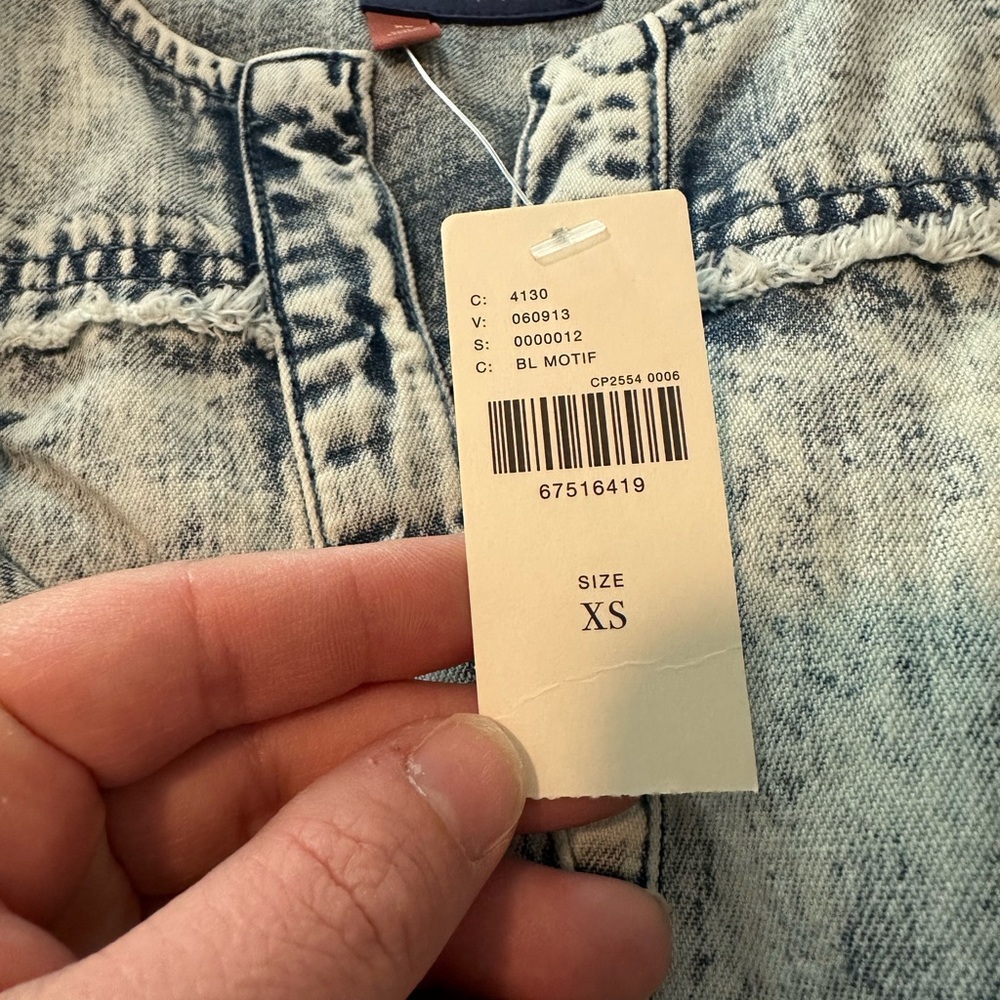 C: 4130
V: 060913
S: 0000012
C: BL MOTIF
CP2554 0006
67516419
SIZE
XS